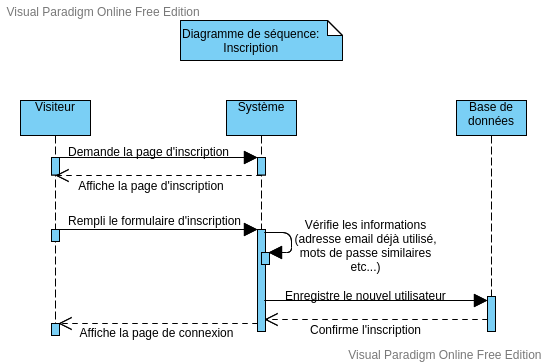 Visual Paradigm Online Free Edition
Diagramme de séquence:
Inscription
Visiteur
Système
Base de
données
Demande la page d'inscription
Affiche la page d'inscription
Rempli le formulaire d'inscription
Vérifie les informations
(adresse email déjà utilisé,
mots de passe similaires
etc...)
Enregistre le nouvel utilisateur
Confirme l'inscription
Affiche la page de connexion
Visual Paradigm Online Free Edition